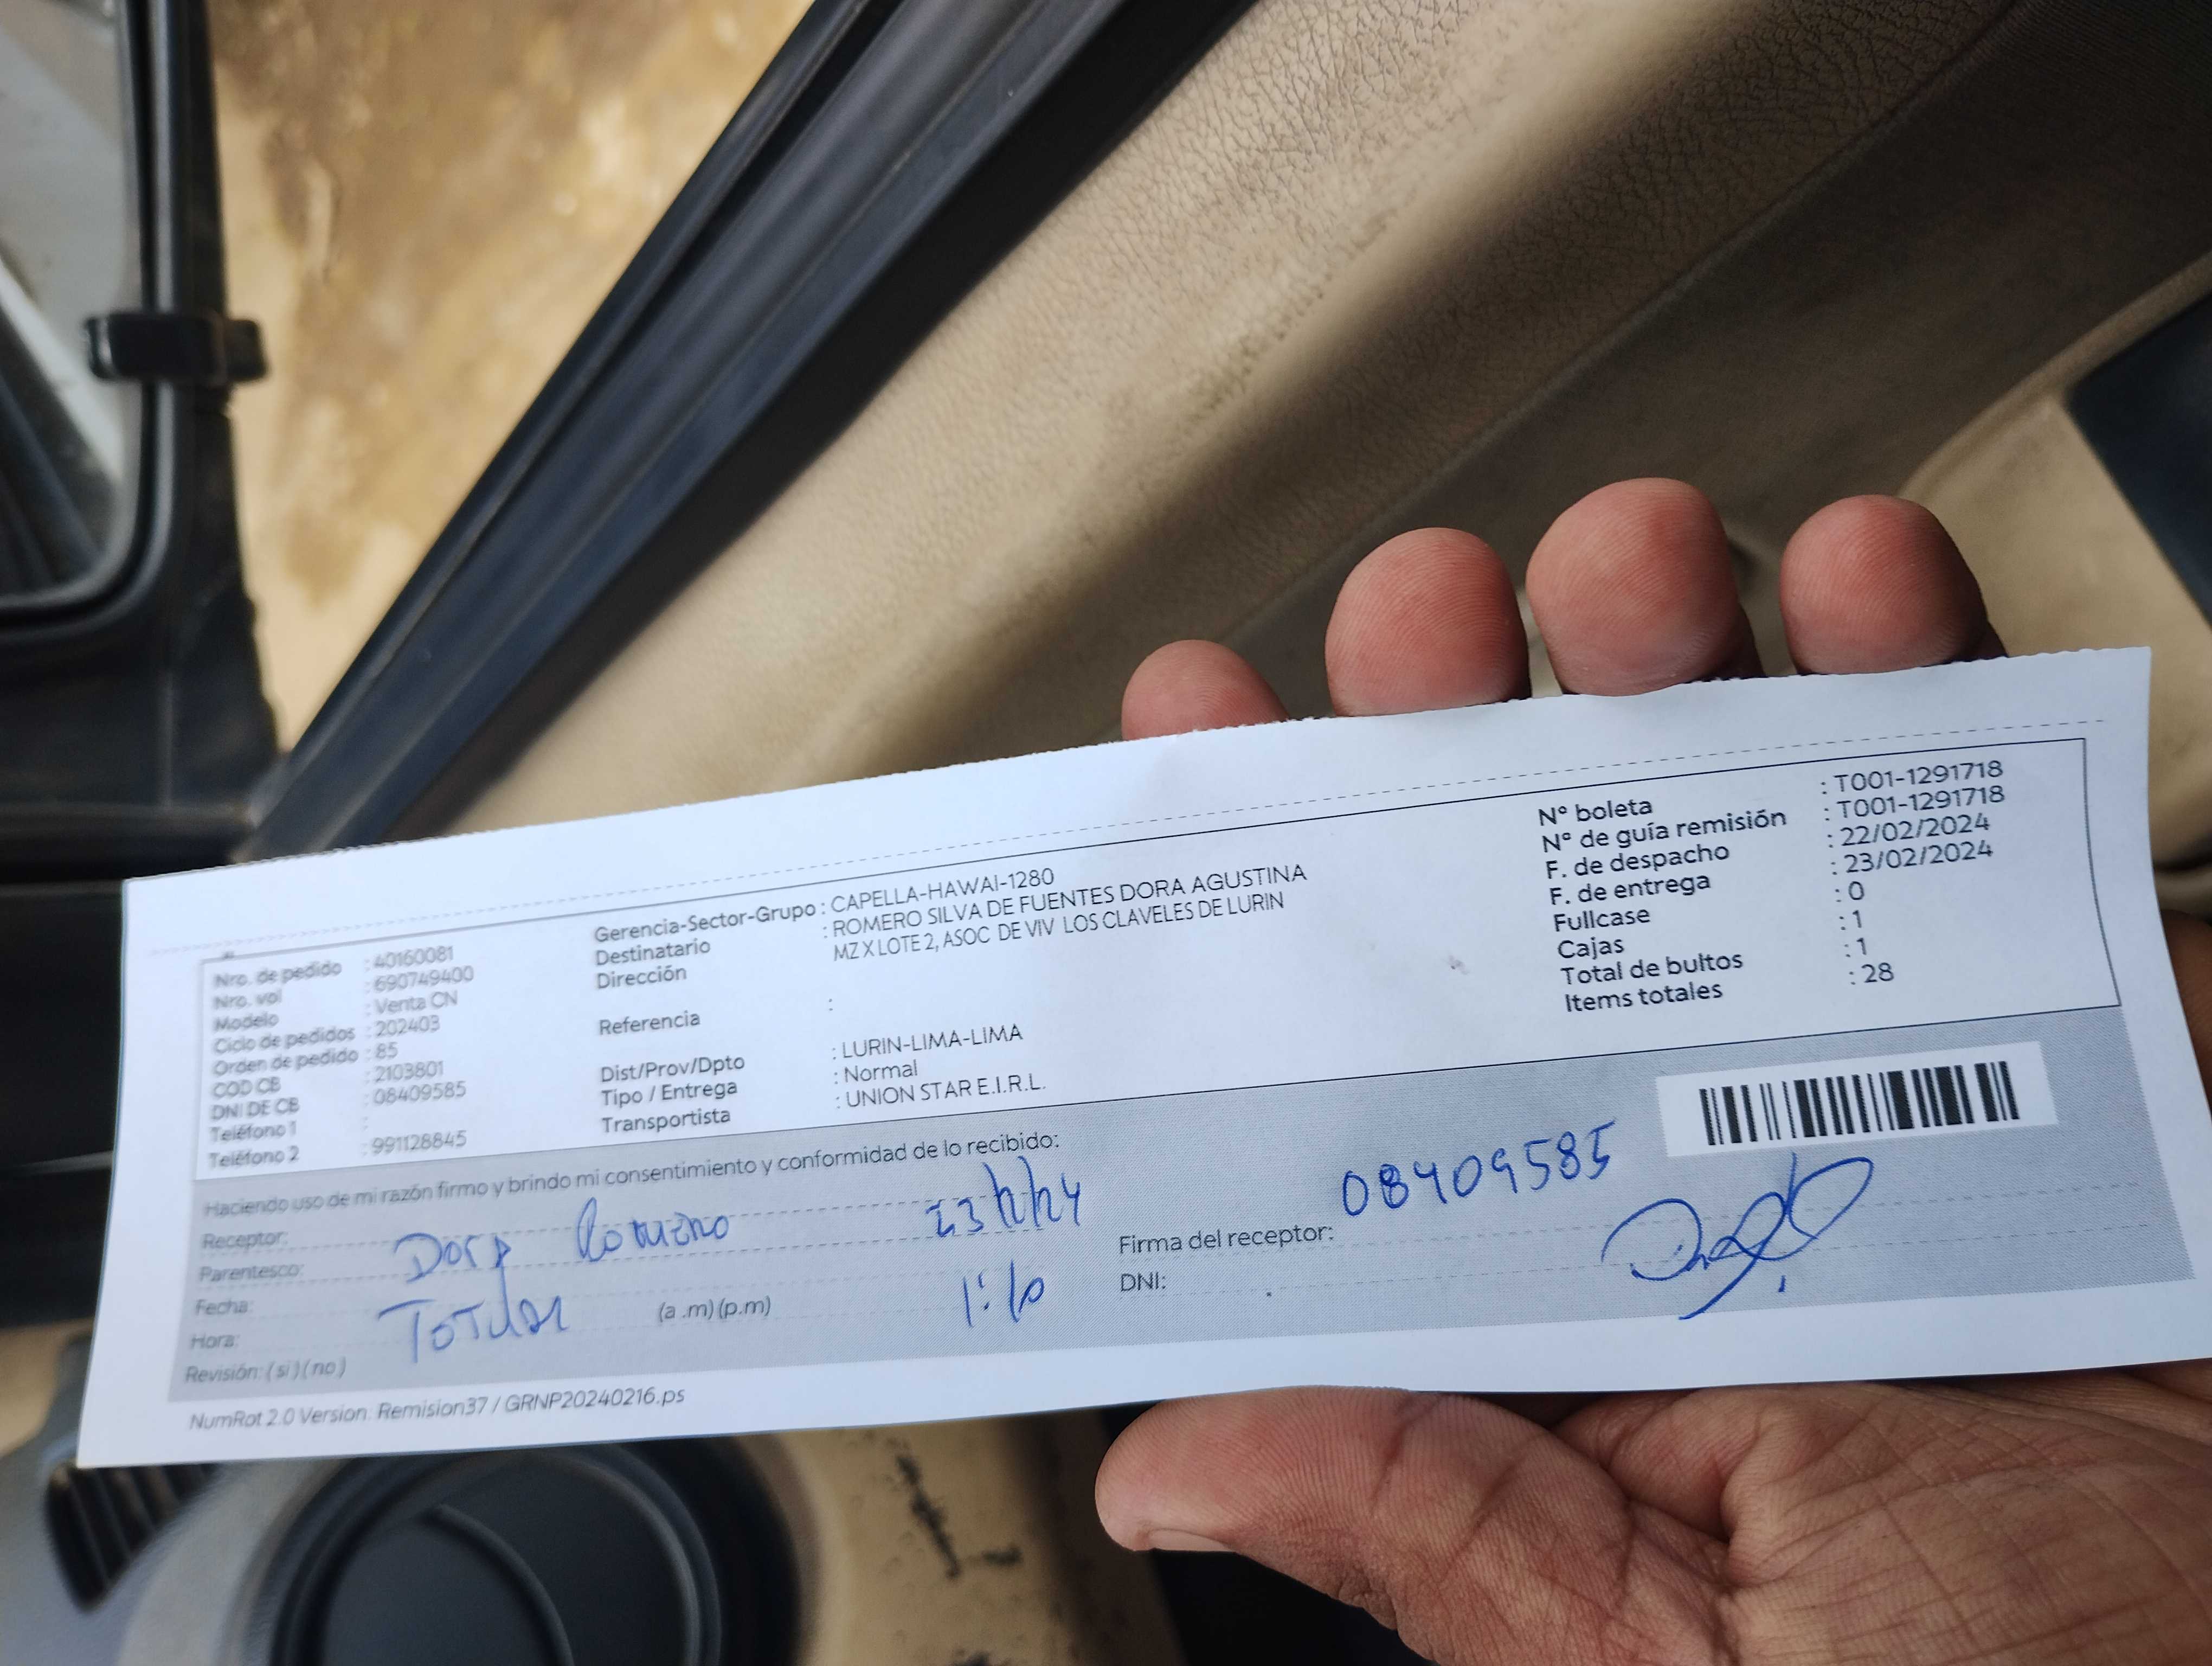 Nro. de pedido : 40160081
Nro. vol : 690749400
Modelo : Venta CN
Ciclo de pedidos : 202403
Orden de pedido : 85
COD CB : 2103801
DNI DE CB : 08409585
Teléfono 1 :
Teléfono 2 : 991128845
Gerencia-Sector-Grupo : CAPELLA-HAWAI-1280
Destinatario : ROMERO SILVA DE FUENTES DORA AGUSTINA
Dirección MZ X LOTE 2, ASOC DE VIV LOS CLAVELES DE LURIN
Referencia :
Dist/Prov/Dpto : LURIN-LIMA-LIMA
Tipo / Entrega : Normal
Transportista : UNION STAR E.I.R.L.
N° boleta : T001-1291718
N° de guía remisión : T001-1291718
F. de despacho : 22/02/2024
F. de entrega : 23/02/2024
Fullcase : 0
Cajas : 1
Total de bultos : 1
Items totales : 28
Haciendo uso de mi razón firmo y brindo mi consentimiento y conformidad de lo recibido:
Receptor:
Parentesco: Dora Romero
Fecha:
Hora: (a .m) (p.m) 1:10
Revisión: ( si ) ( no )
08409585
Firma del receptor:
DNI:
NumRot 2.0 Version: Remision37 / GRNP20240216.ps